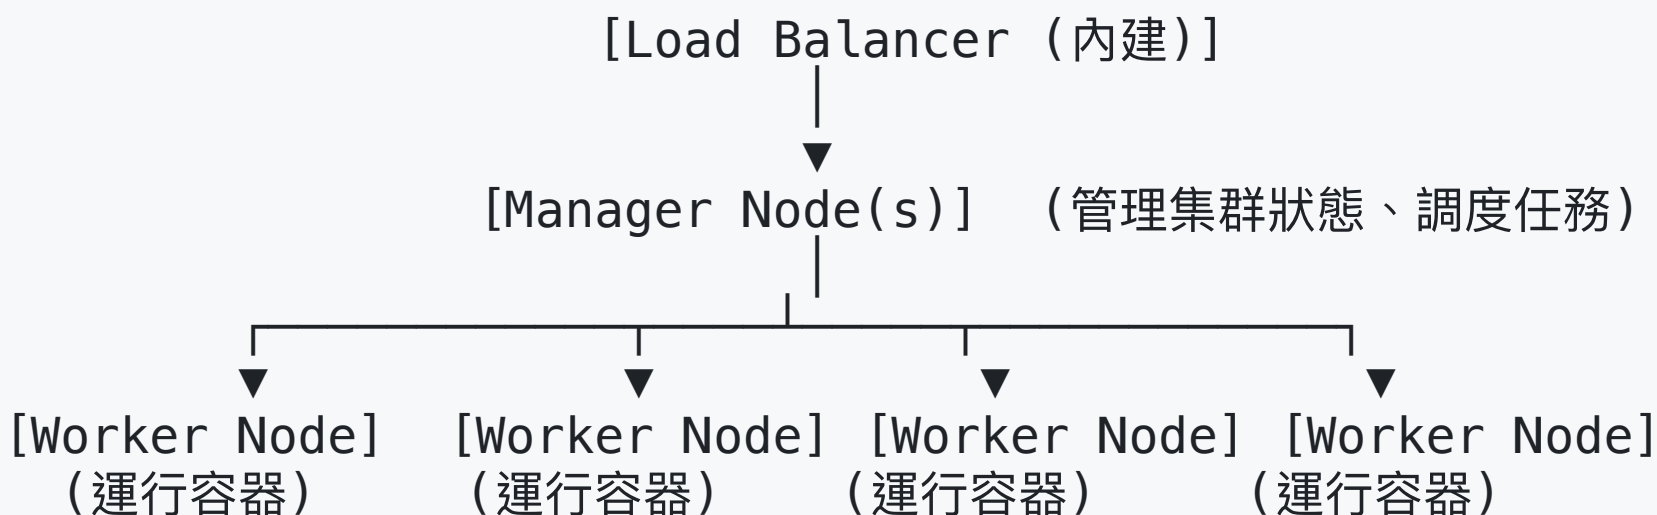 [Load Balancer (內建)]
[Manager Node(s)] (管理集群狀態、調度任務)
[Worker Node] [Worker Node] [Worker Node] [Worker Node]
(運行容器) (運行容器) (運行容器) (運行容器)